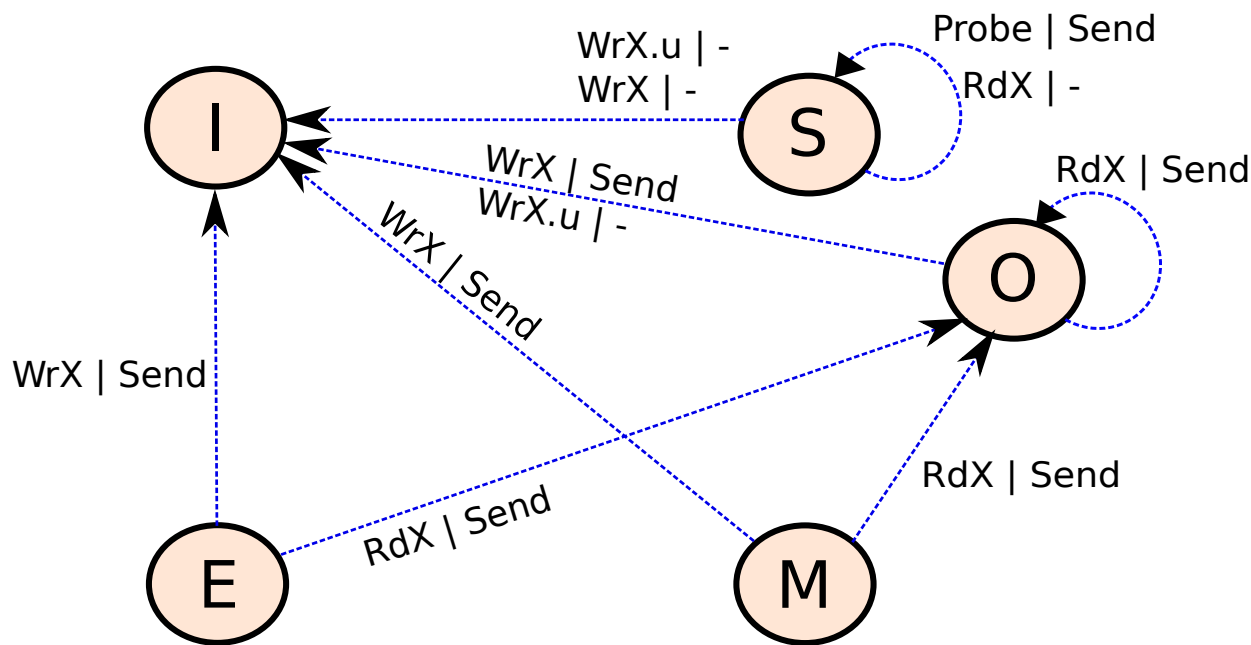 WrX.u | -
WrX | -
Probe | Send
RdX | -
I
S
WrX | Send
WrX.u | -
RdX | Send
O
WrX | Send
WrX | Send
RdX | Send
RdX | Send
E
M